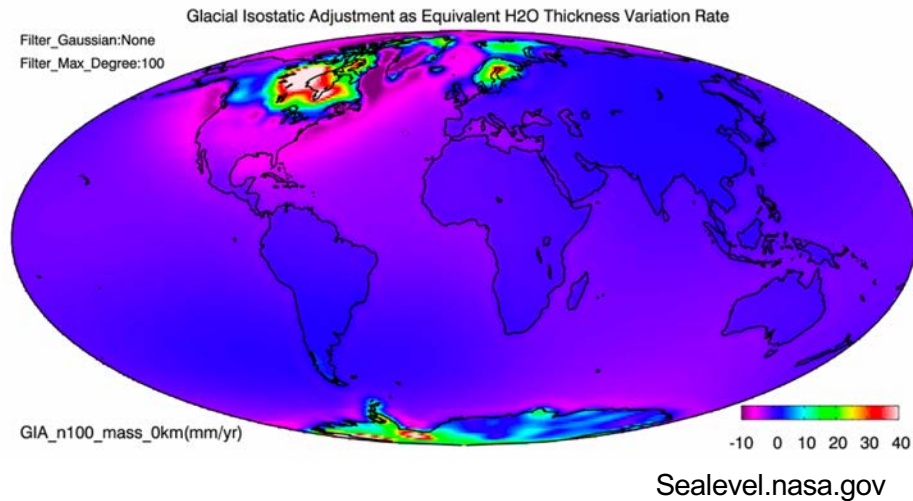 Glacial Isostatic Adjustment as Equivalent H2O Thickness Variation Rate
Filter_Gaussian:None
Filter_Max_Degree:100
GIA_n100_mass_0km(mm/yr)
-10 0 10 20 30 40
Sealevel.nasa.gov